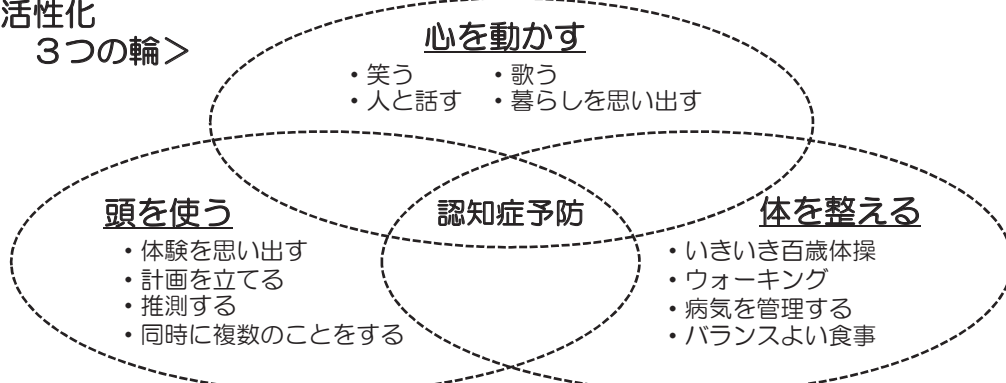 活性化
3つの輪＞
心を動かす
・笑う ・歌う
・人と話す ・暮らしを思い出す
頭を使う
・体験を思い出す
・計画を立てる
・推測する
・同時に複数のことをする
認知症予防
体を整える
・いきいき百歳体操
・ウォーキング
・病気を管理する
・バランスよい食事